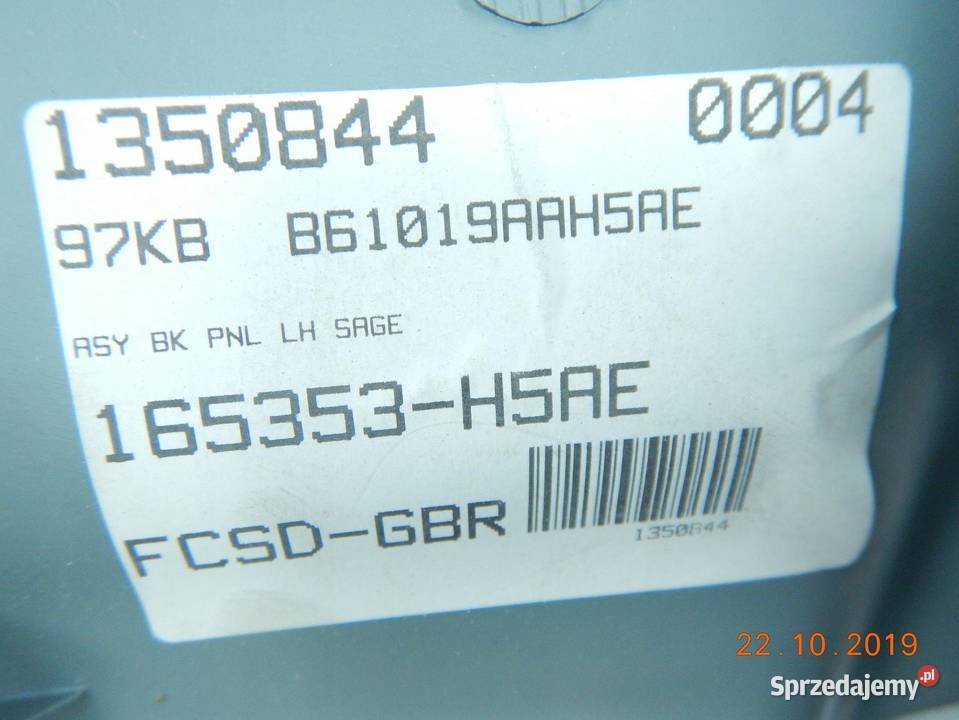 1350844 0004
97KB B61019AAH5AE
ASY BK PNL LH SAGE
165353-H5AE
FCSD-GBR
1350844
22.10.2019
Sprzedajemy.pl